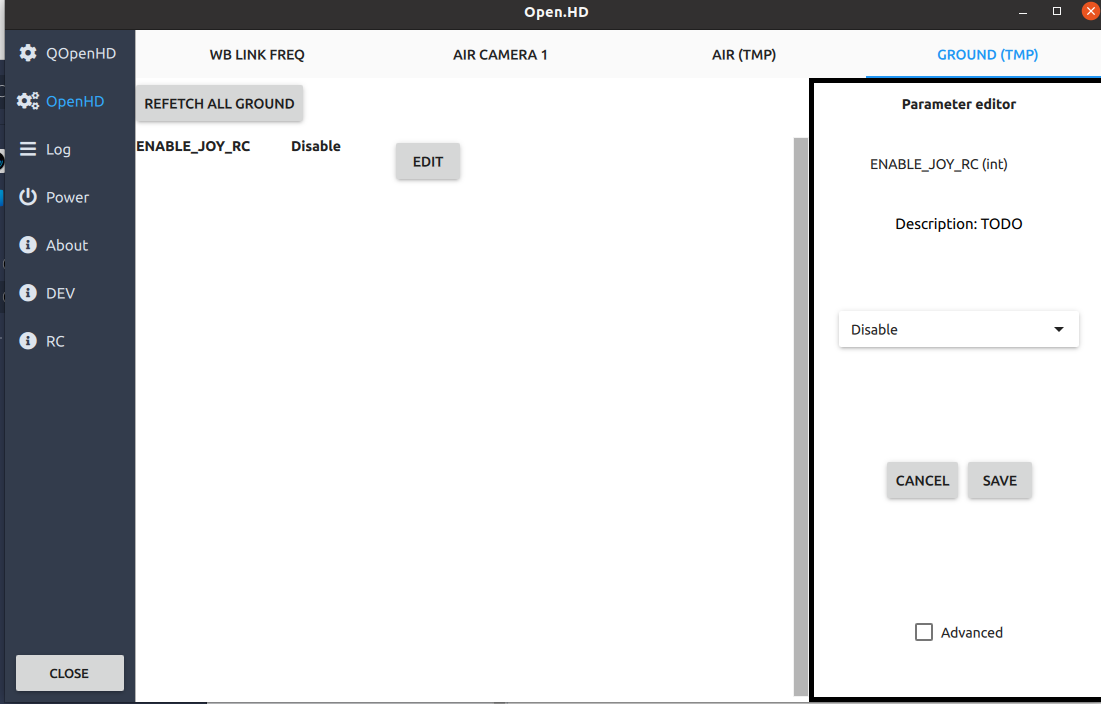 Open.HD
QOpenHD
OpenHD
Log
Power
About
DEV
RC
CLOSE
WB LINK FREQ
AIR CAMERA 1
AIR (TMP)
GROUND (TMP)
REFETCH ALL GROUND
ENABLE_JOY_RC
Disable
EDIT
Parameter editor
ENABLE_JOY_RC (int)
Description: TODO
Disable
CANCEL
SAVE
Advanced